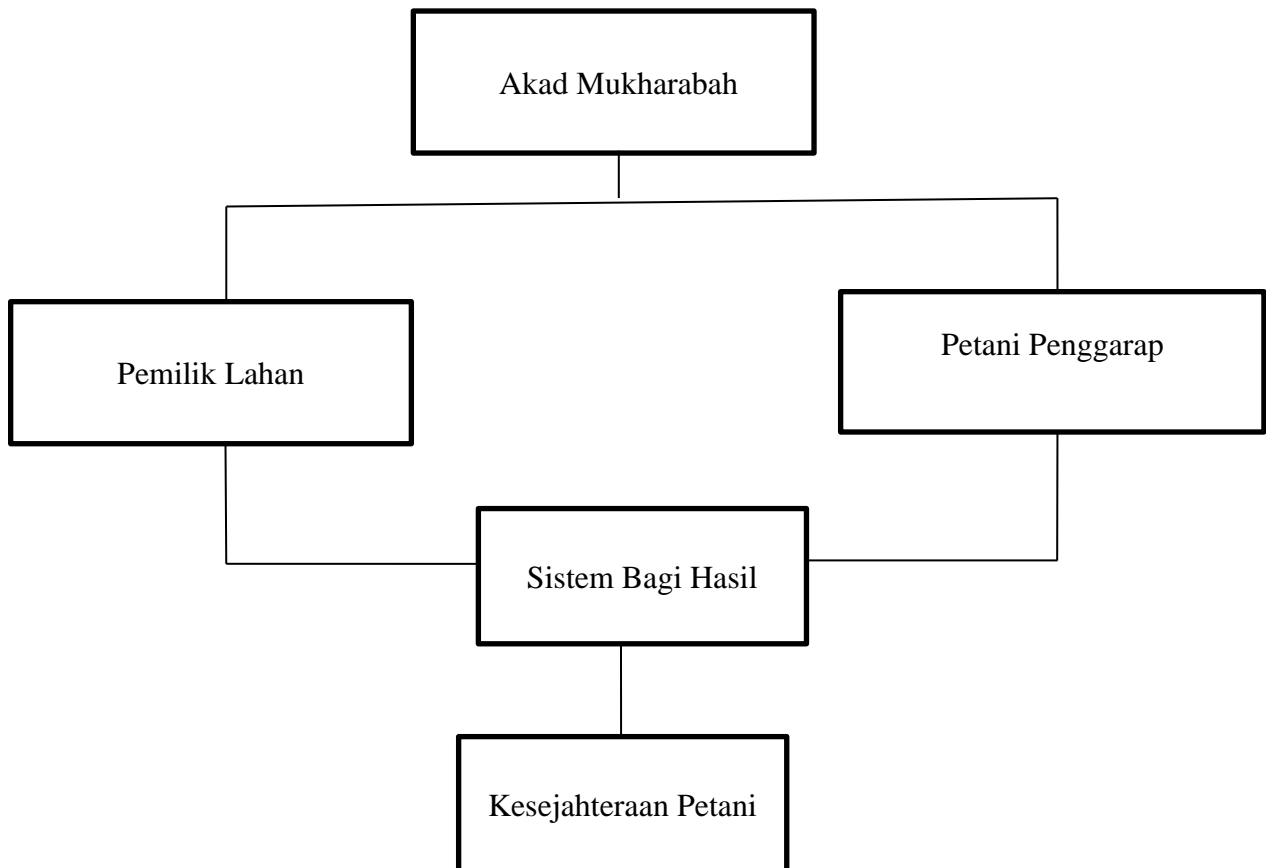 Akad Mukharabah
Pemilik Lahan
Petani Penggarap
Sistem Bagi Hasil
Kesejahteraan Petani